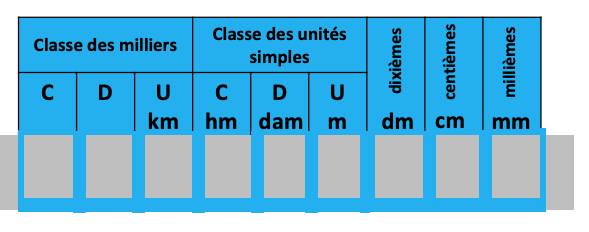 Classe des milliers
Classe des unités
simples
dixièmes
centièmes
millièmes
C D U C D U
km hm dam m dm cm mm